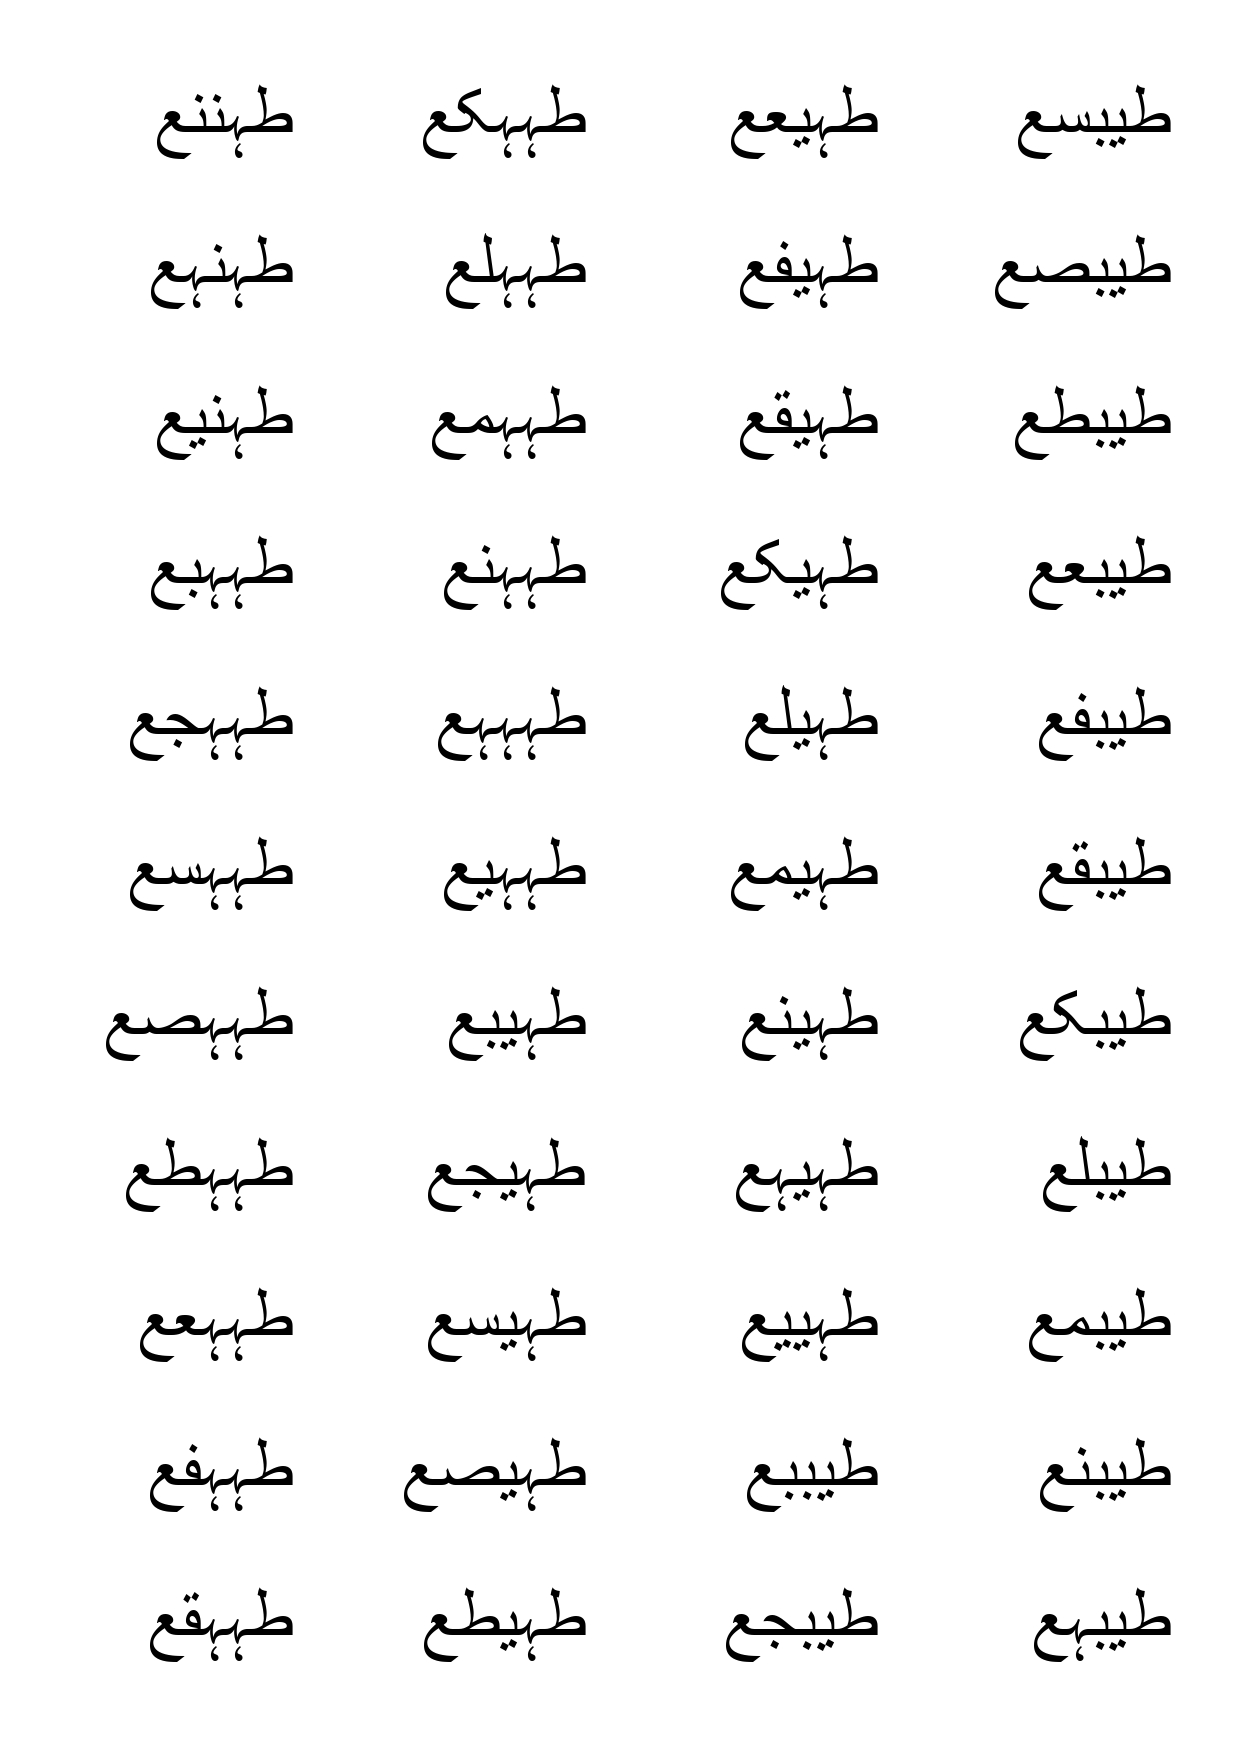 طیبسع طہیعع طہہکع طہننع
طیبصع طہیفع طہہلع طہنہع
طیبطع طہیقع طہہمع طہنیع
طیبعع طہیکع طہہنع طہہبع
طیبفع طہیلع طہہہع طہہجع
طیبقع طہیمع طہہیع طہہسع
طیبکع طہینع طہیبع طہہصع
طیبلع طہیہع طہیجع طہہطع
طیبمع طہییع طہیسع طہہعع
طیبنع طیببع طہیصع طہہفع
طیبہع طیبجع طہیطع طہہقع